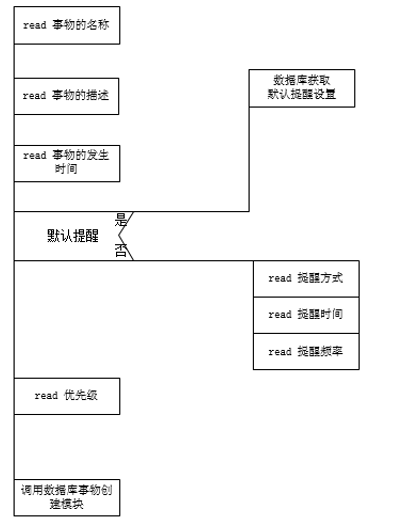 read 事物的名称
read 事物的描述
数据库获取
默认提醒设置
read 事物的发生
时间
是
默认提醒
否
read 提醒方式
read 提醒时间
read 提醒频率
read 优先级
调用数据库事物创
建模块